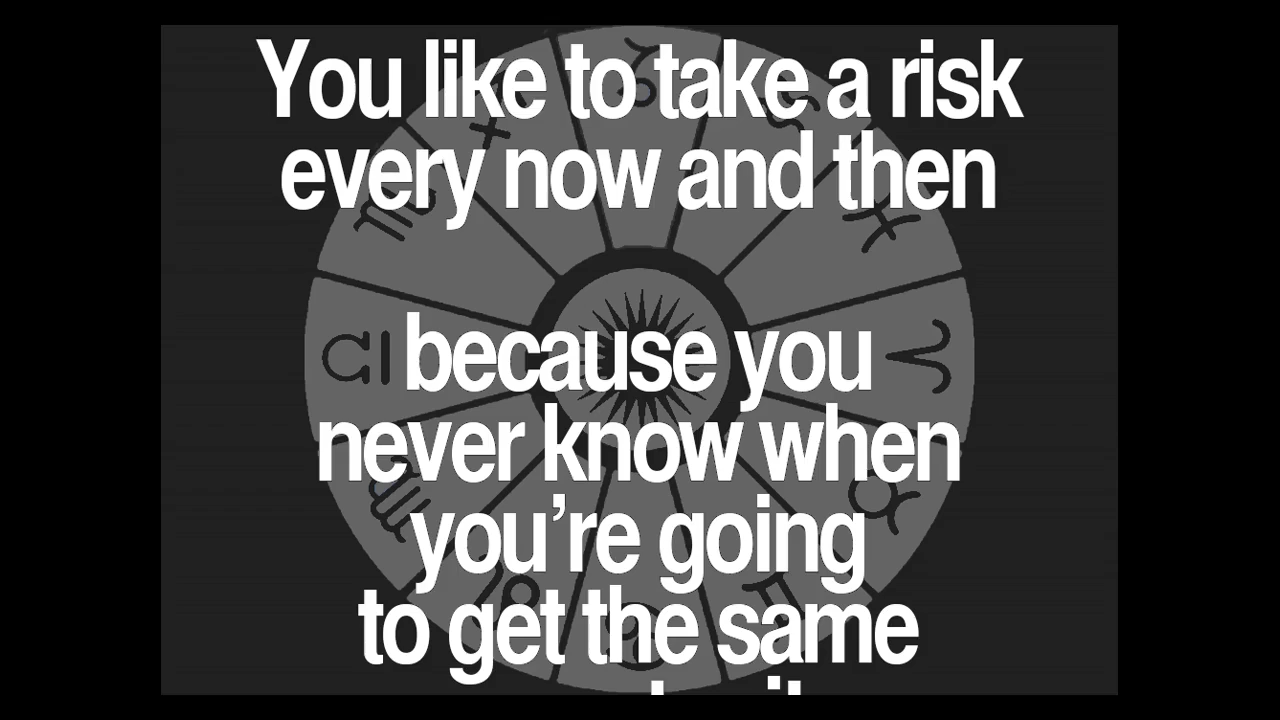 You like to take a risk
every now and then
because you
never know when
you’re going
to get the same